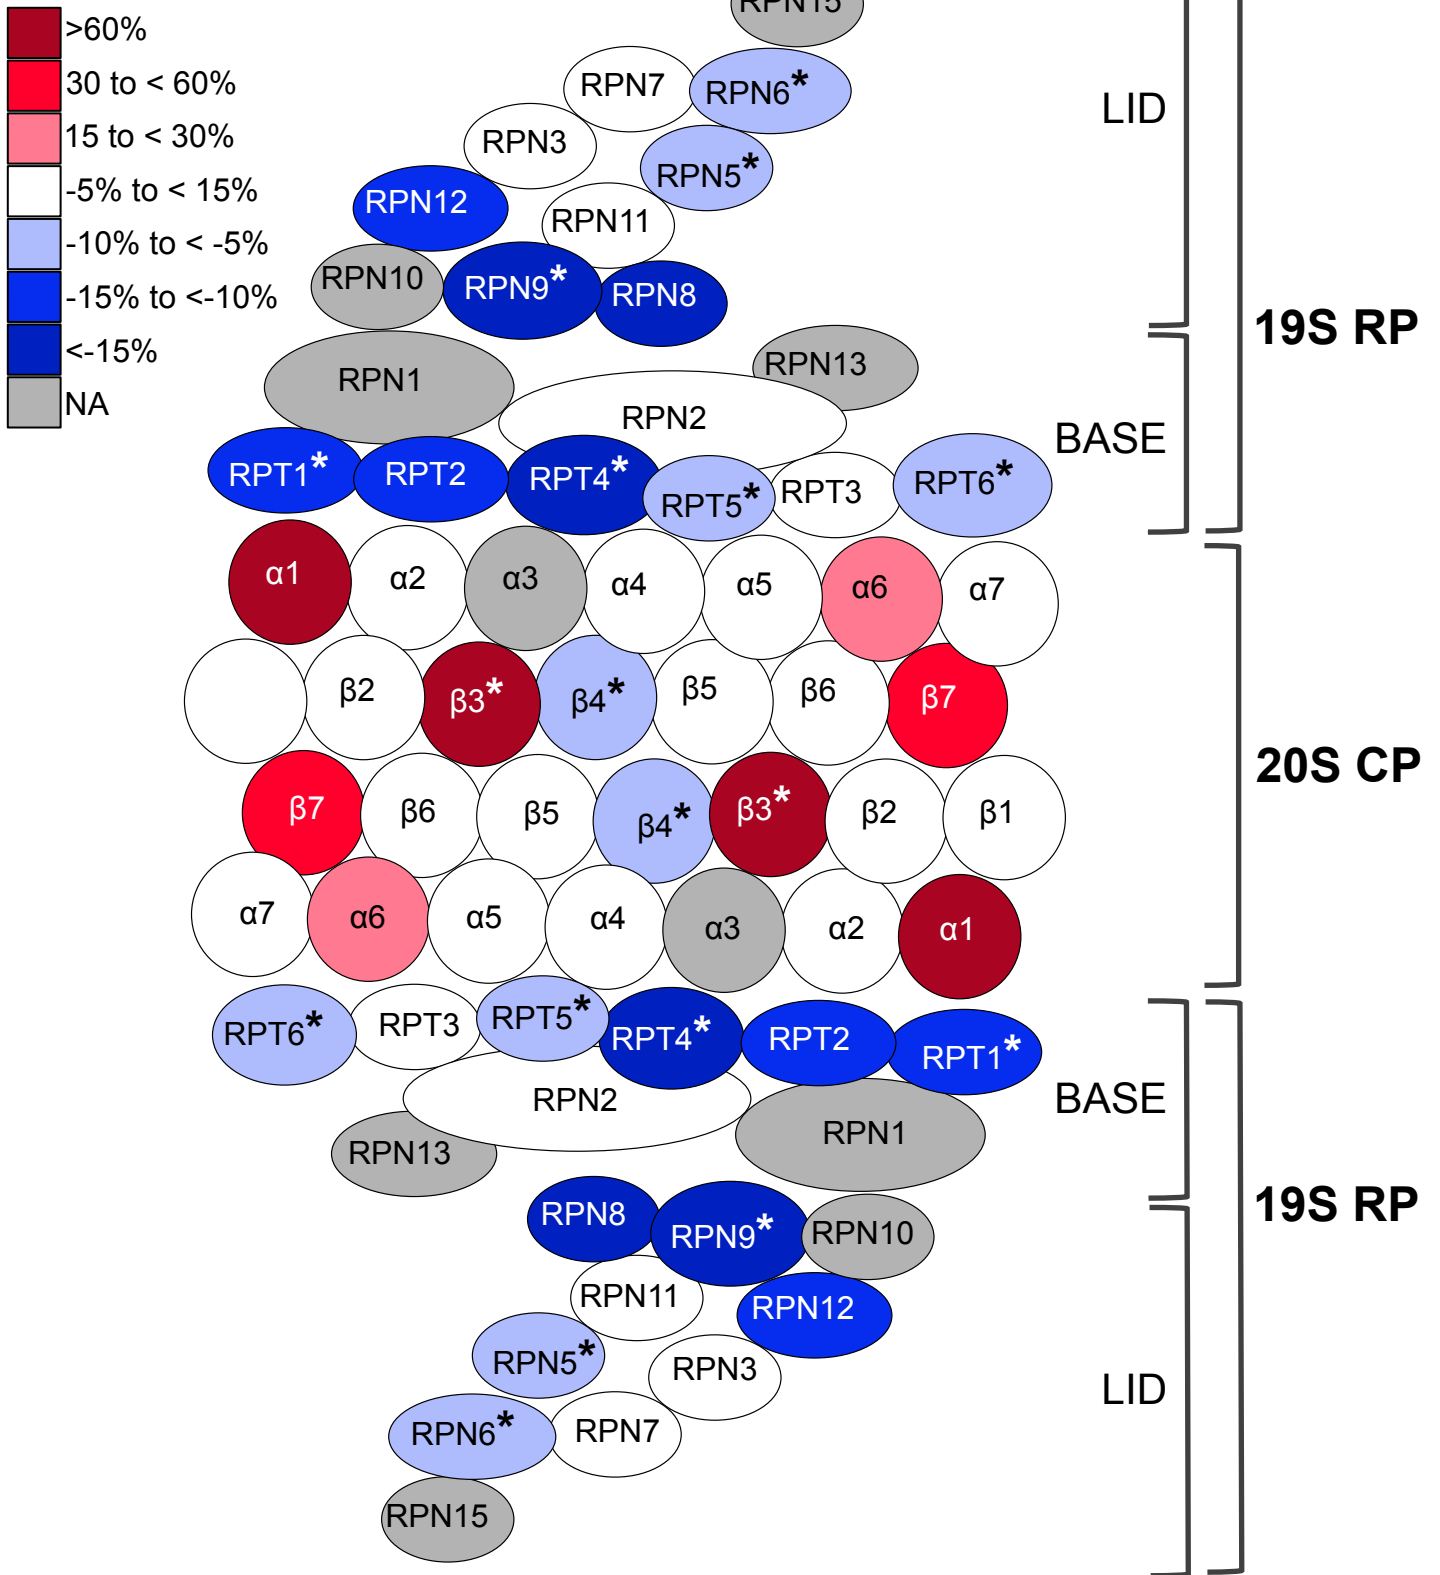 >60%
30 to < 60%
15 to < 30%
-5% to < 15%
-10% to < -5%
-15% to <-10%
<-15%
NA
RPN15
RPN7 RPN6*
RPN3 RPN5*
RPN12 RPN11
RPN10 RPN9* RPN8
LID
RPN1 RPN2 RPN13
RPT1* RPT2 RPT4* RPT5* RPT3 RPT6*
BASE
19S RP
α1 α2 α3 α4 α5 α6 α7
β2 β3* β4* β5 β6 β7
β7 β6 β5 β4* β3* β2 β1
α7 α6 α5 α4 α3 α2 α1
20S CP
RPT6* RPT3 RPT5* RPT4* RPT2 RPT1*
RPN13 RPN2 RPN1
BASE
19S RP
RPN8 RPN9* RPN10
RPN11 RPN12
RPN5* RPN3
RPN6* RPN7
RPN15
LID